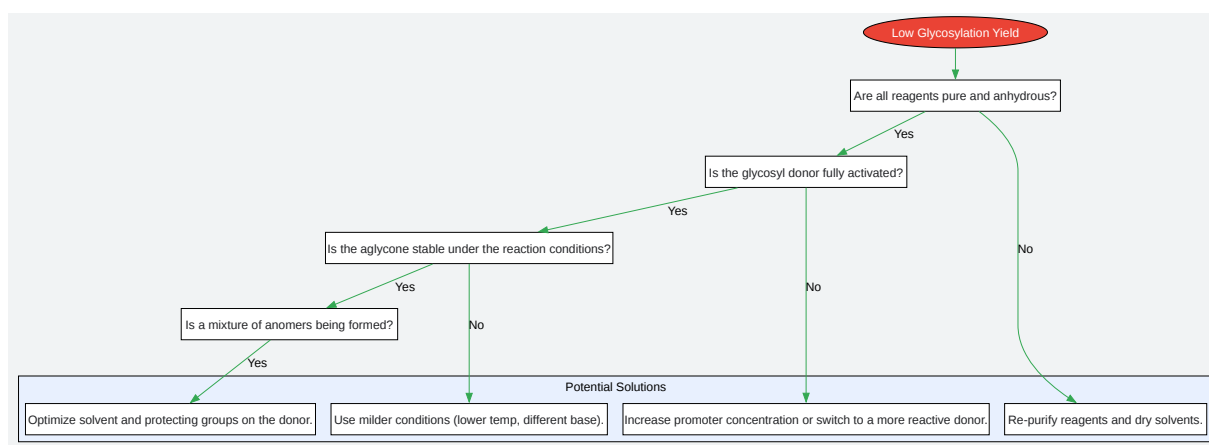 Low Glycosylation Yield
Are all reagents pure and anhydrous?
Yes
Is the glycosyl donor fully activated?
Yes
No
Is the aglycone stable under the reaction conditions?
Yes
No
Is a mixture of anomers being formed?
No
Yes
Potential Solutions
Optimize solvent and protecting groups on the donor.
Use milder conditions (lower temp, different base).
Increase promoter concentration or switch to a more reactive donor.
Re-purify reagents and dry solvents.